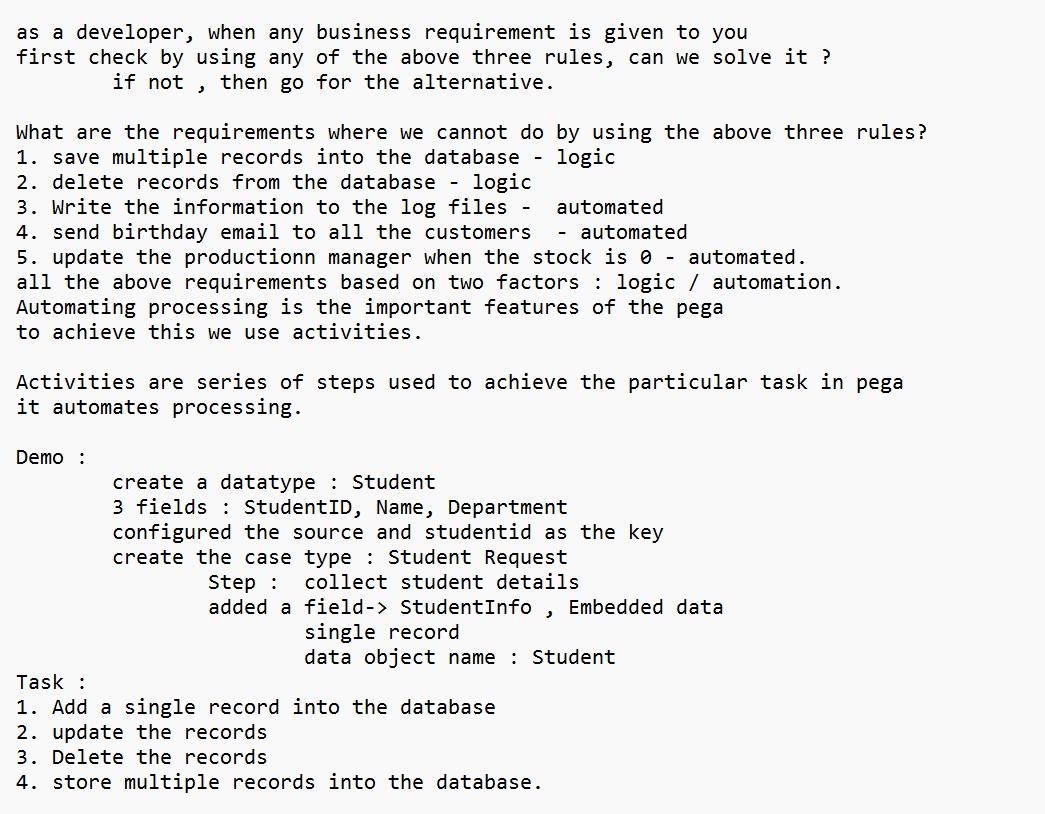 as a developer, when any business requirement is given to you
first check by using any of the above three rules, can we solve it ?
if not , then go for the alternative.
What are the requirements where we cannot do by using the above three rules?
1. save multiple records into the database - logic
2. delete records from the database - logic
3. Write the information to the log files -  automated
4. send birthday email to all the customers  - automated
5. update the productionn manager when the stock is 0 - automated.
all the above requirements based on two factors : logic / automation.
Automating processing is the important features of the pega
to achieve this we use activities.
Activities are series of steps used to achieve the particular task in pega
it automates processing.
Demo :
create a datatype : Student
3 fields : StudentID, Name, Department
configured the source and studentid as the key
create the case type : Student Request
Step :  collect student details
added a field-> StudentInfo , Embedded data
single record
data object name : Student
Task :
1. Add a single record into the database
2. update the records
3. Delete the records
4. store multiple records into the database.